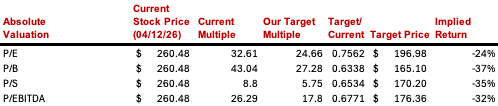 Absolute Valuation Current Stock Price (04/12/26) Current Multiple Our Target Multiple Target/ Current Target Price Implied Return
P/E $ 260.48 32.61 24.66 0.7562 $ 196.98 -24%
P/B $ 260.48 43.04 27.28 0.6338 $ 165.10 -37%
P/S $ 260.48 8.8 5.75 0.6534 $ 170.20 -35%
P/EBITDA $ 260.48 26.29 17.8 0.6771 $ 176.36 -32%